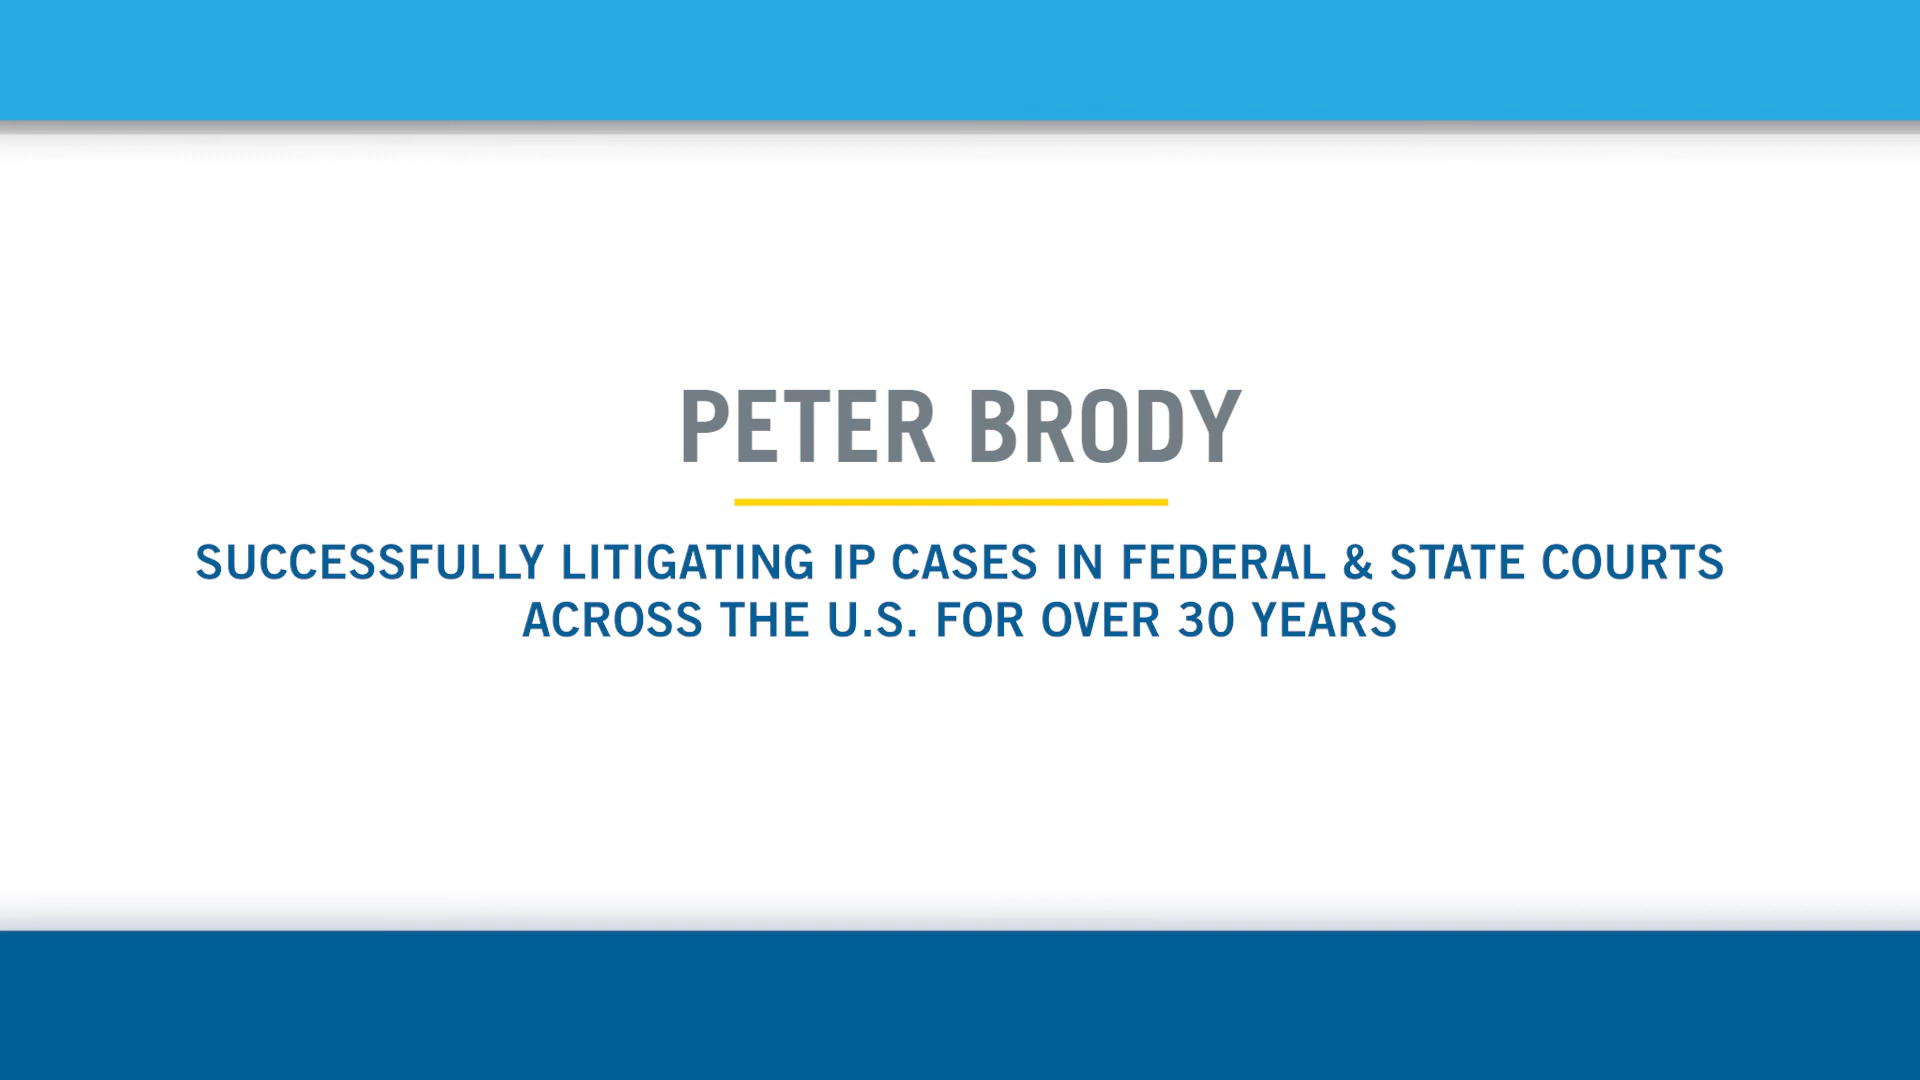 PETER BRODY
SUCCESSFULLY LITIGATING IP CASES IN FEDERAL & STATE COURTS
ACROSS THE U.S. FOR OVER 30 YEARS